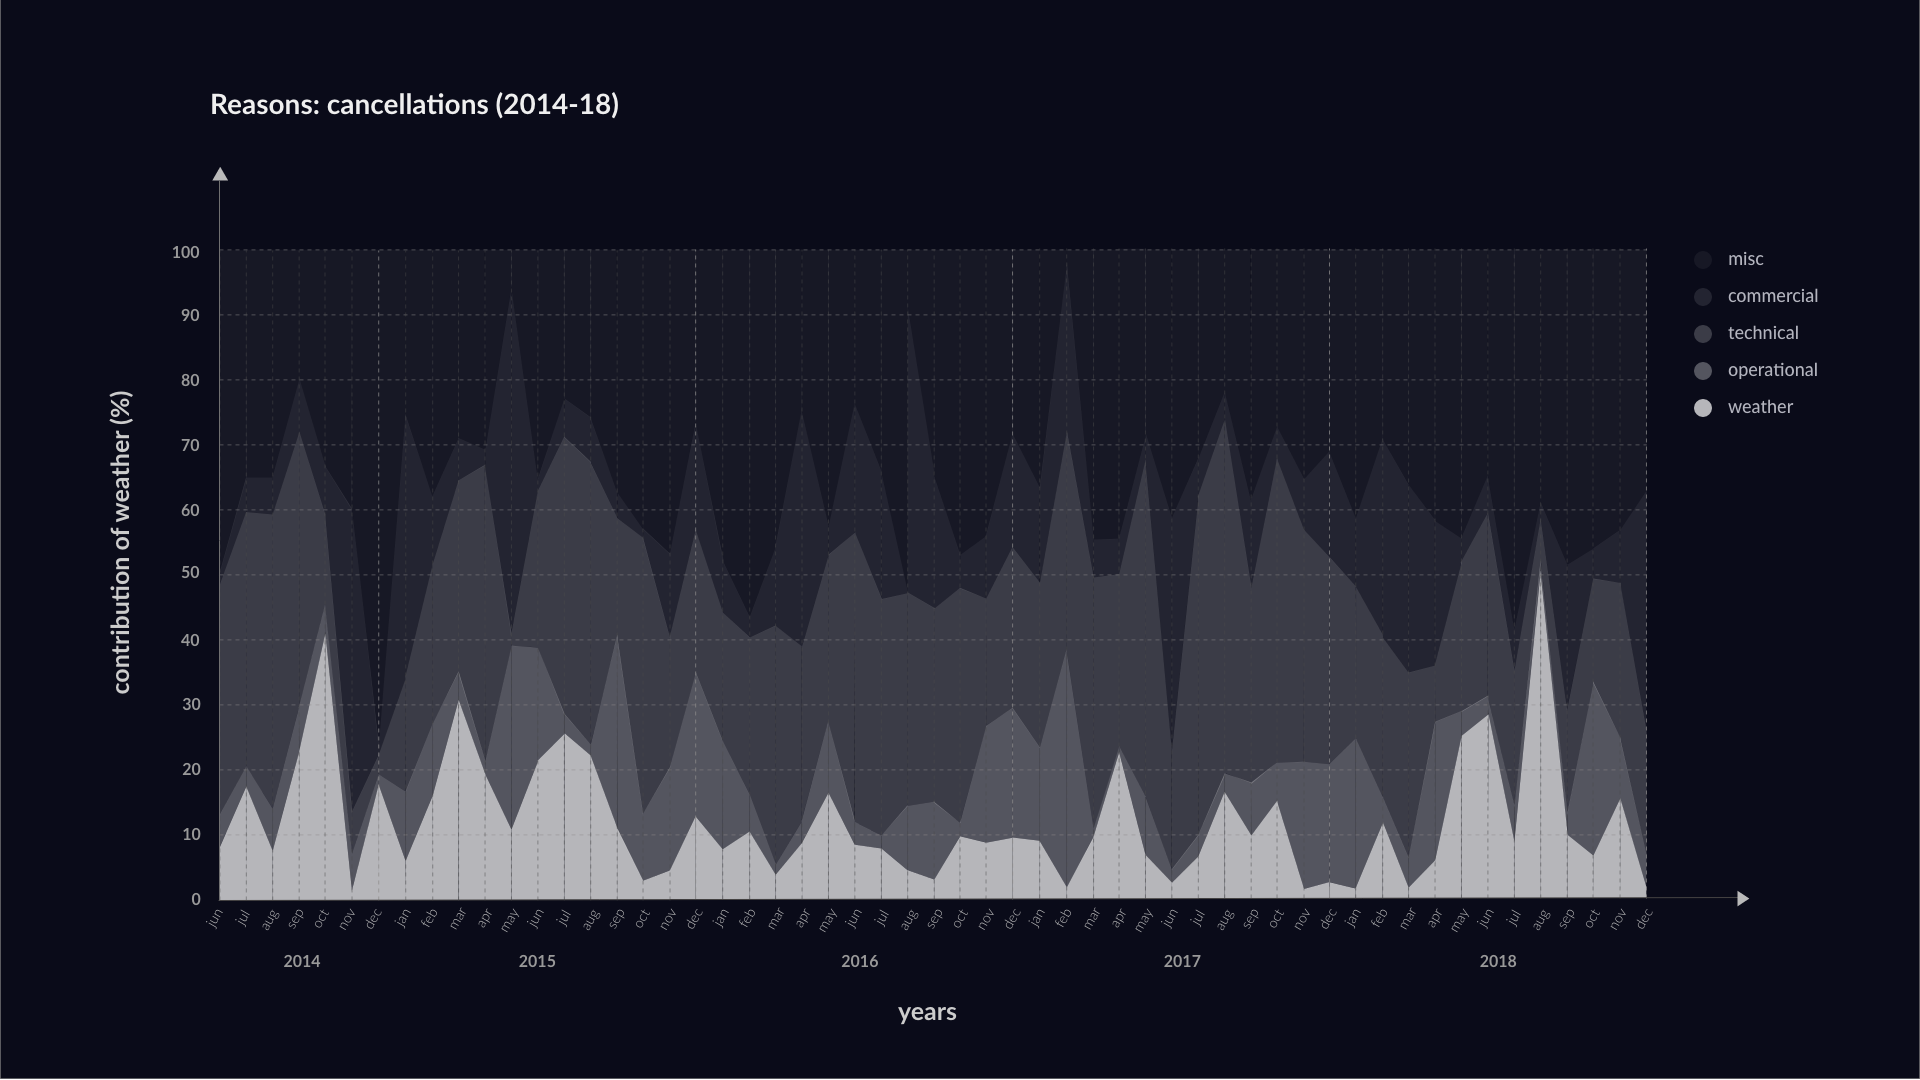 Reasons: cancellations (2014-18)
100
90
80
70
60
50
40
30
20
10
0
contribution of weather (%)
misc
commercial
technical
operational
weather
jun jul aug sep oct nov dec jan feb mar apr may jun jul aug sep oct nov dec jan feb mar apr may jun jul aug sep oct nov dec jan feb mar apr may jun jul aug sep oct nov dec jan feb mar apr may jun jul aug sep oct nov dec
2014 2015 2016 2017 2018
years